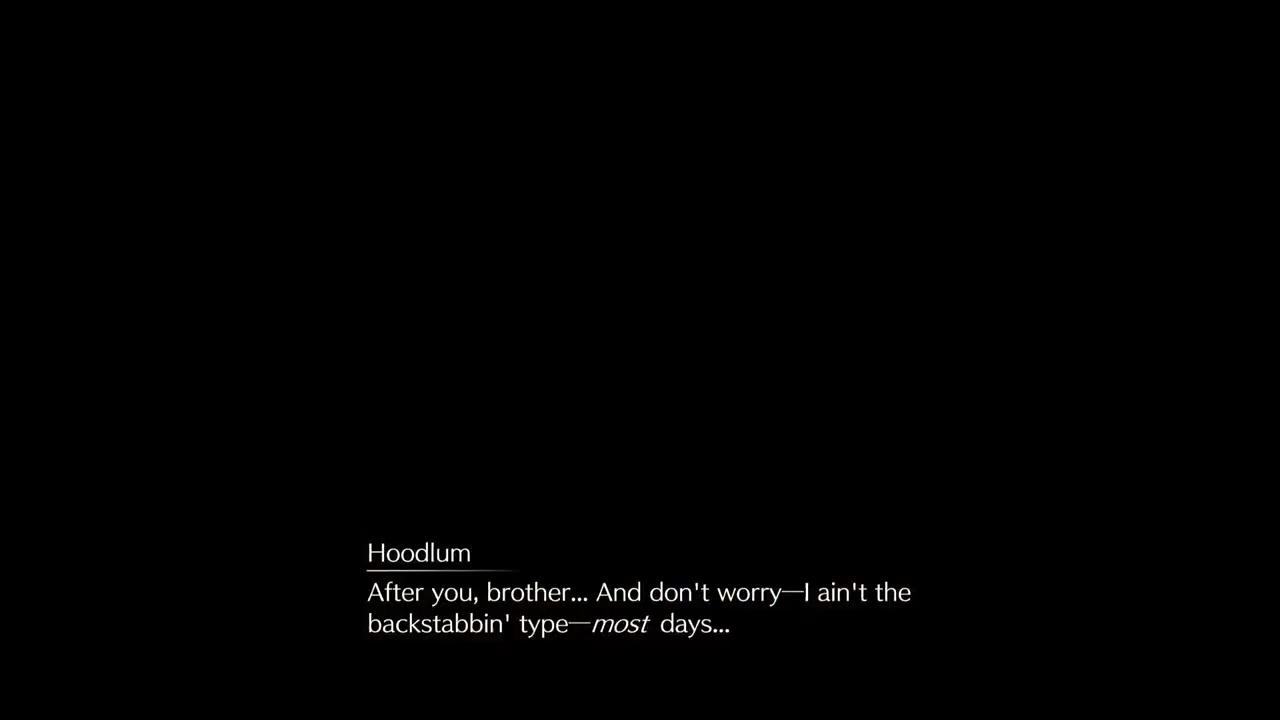 Hoodlum
After you, brother... And don't worry—I ain't the
backstabbin' type—most days...